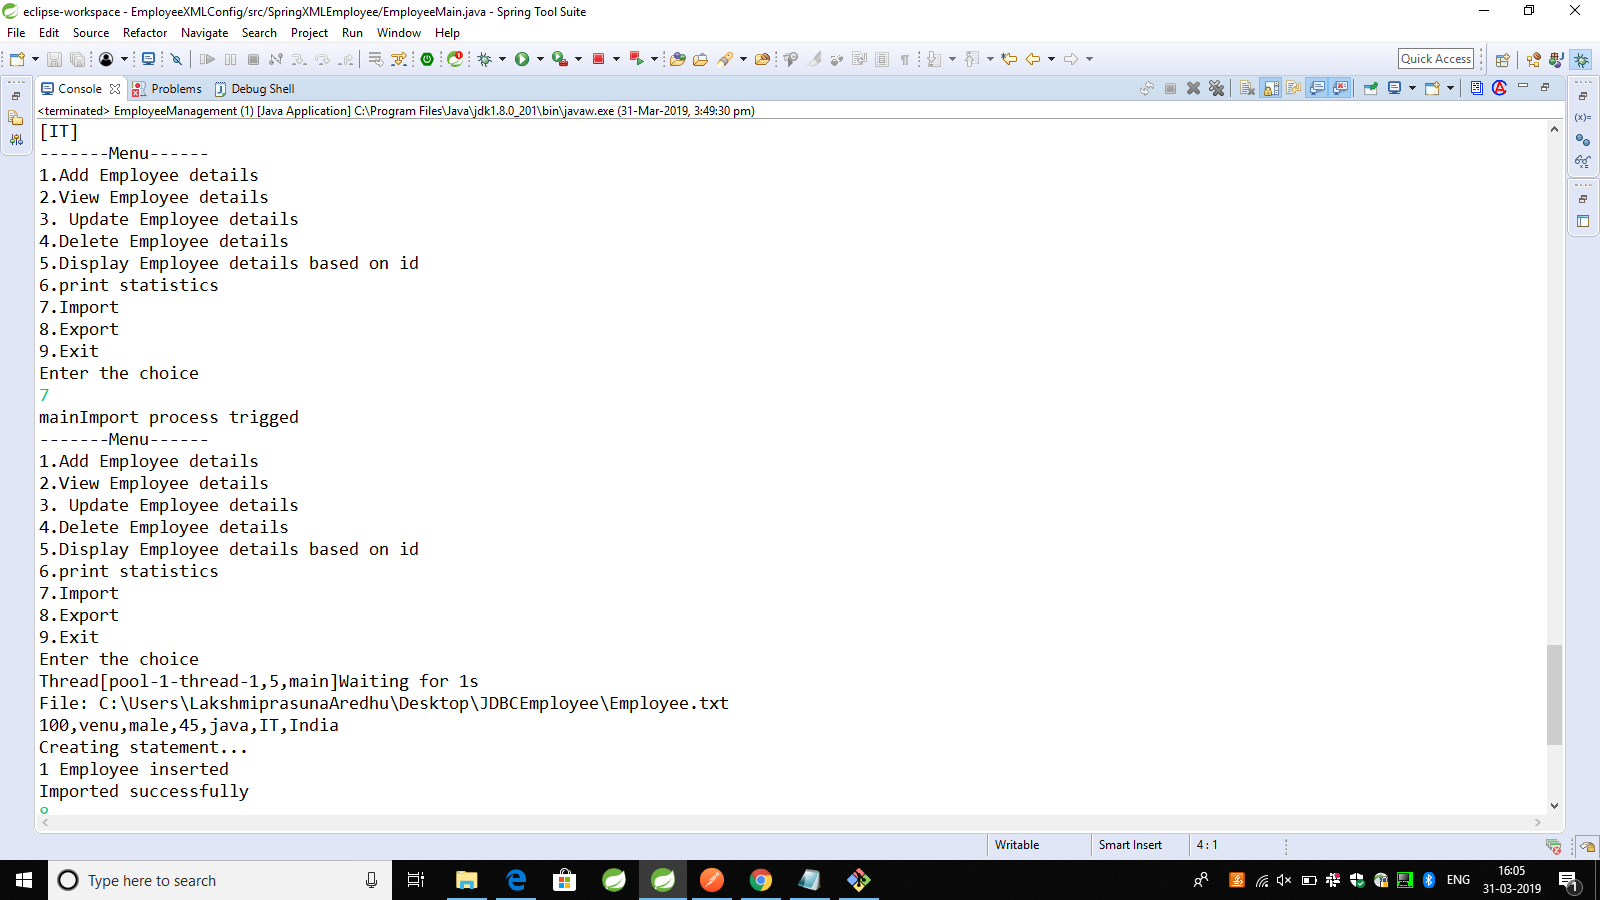 eclipse-workspace - EmployeeXMLConfig/src/SpringXMLEmployee/EmployeeMain.java - Spring Tool Suite
File Edit Source Refactor Navigate Search Project Run Window Help
Quick Access
Console Problems Debug Shell
<terminated> EmployeeManagement (1) [Java Application] C:\Program Files\Java\jdk1.8.0_201\bin\javaw.exe (31-Mar-2019, 3:49:30 pm)
[IT]
-------Menu------
1.Add Employee details
2.View Employee details
3. Update Employee details
4.Delete Employee details
5.Display Employee details based on id
6.print statistics
7.Import
8.Export
9.Exit
Enter the choice
7
mainImport process trigged
-------Menu------
1.Add Employee details
2.View Employee details
3. Update Employee details
4.Delete Employee details
5.Display Employee details based on id
6.print statistics
7.Import
8.Export
9.Exit
Enter the choice
Thread[pool-1-thread-1,5,main]Waiting for 1s
File: C:\Users\LakshmiprasunaAredhu\Desktop\JDBCEmployee\Employee.txt
100,venu,male,45,java,IT,India
Creating statement...
1 Employee inserted
Imported successfully
Writable Smart Insert 4 : 1
Type here to search
ENG
16:05
31-03-2019
1